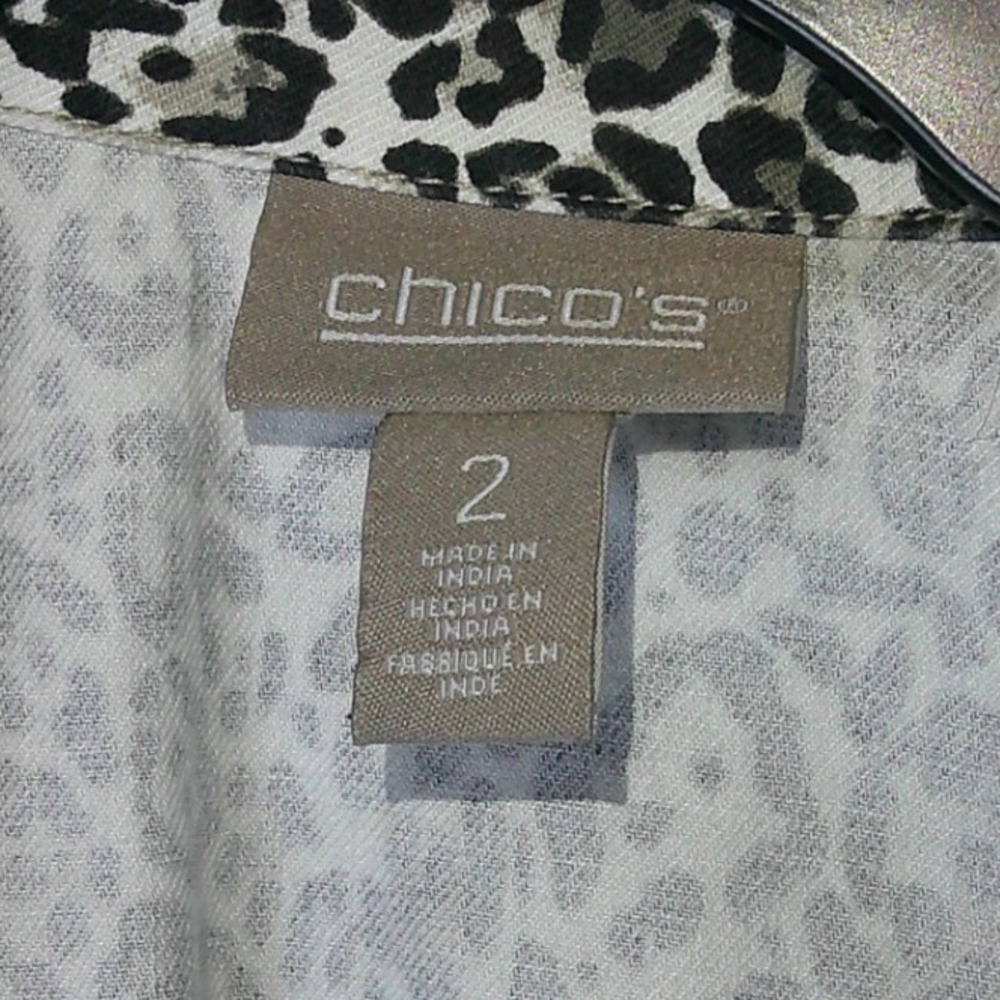 chico's®
2
MADE IN
INDIA
HECHO EN
INDIA
FABRIQUÉ EN
INDE